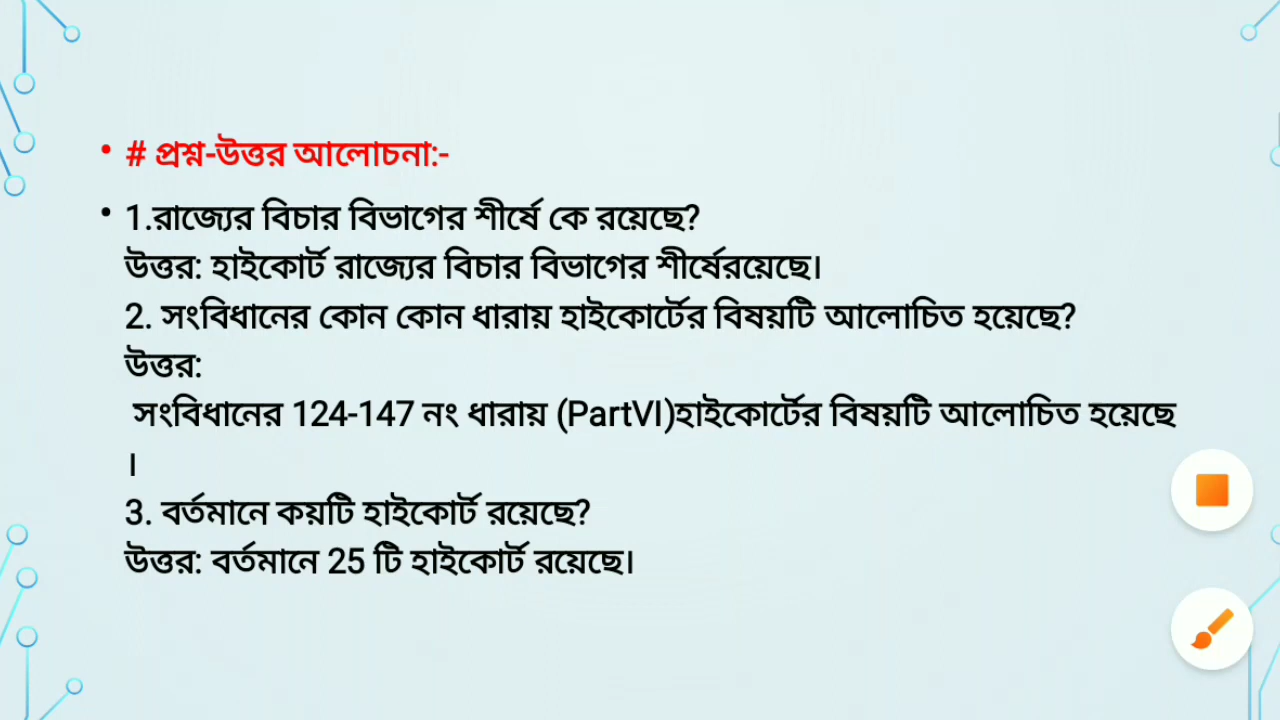 • # প্রশ্ন-উত্তর আলোচনা:-
• 1.রাজ্যের বিচার বিভাগের শীর্ষে কে রয়েছে?
উত্তর: হাইকোর্ট রাজ্যের বিচার বিভাগের শীর্ষেরয়েছে।
2. সংবিধানের কোন কোন ধারায় হাইকোর্টের বিষয়টি আলোচিত হয়েছে?
উত্তর:
সংবিধানের 124-147 নং ধারায় (PartVI)হাইকোর্টের বিষয়টি আলোচিত হয়েছে
।
3. বর্তমানে কয়টি হাইকোর্ট রয়েছে?
উত্তর: বর্তমানে 25 টি হাইকোর্ট রয়েছে।